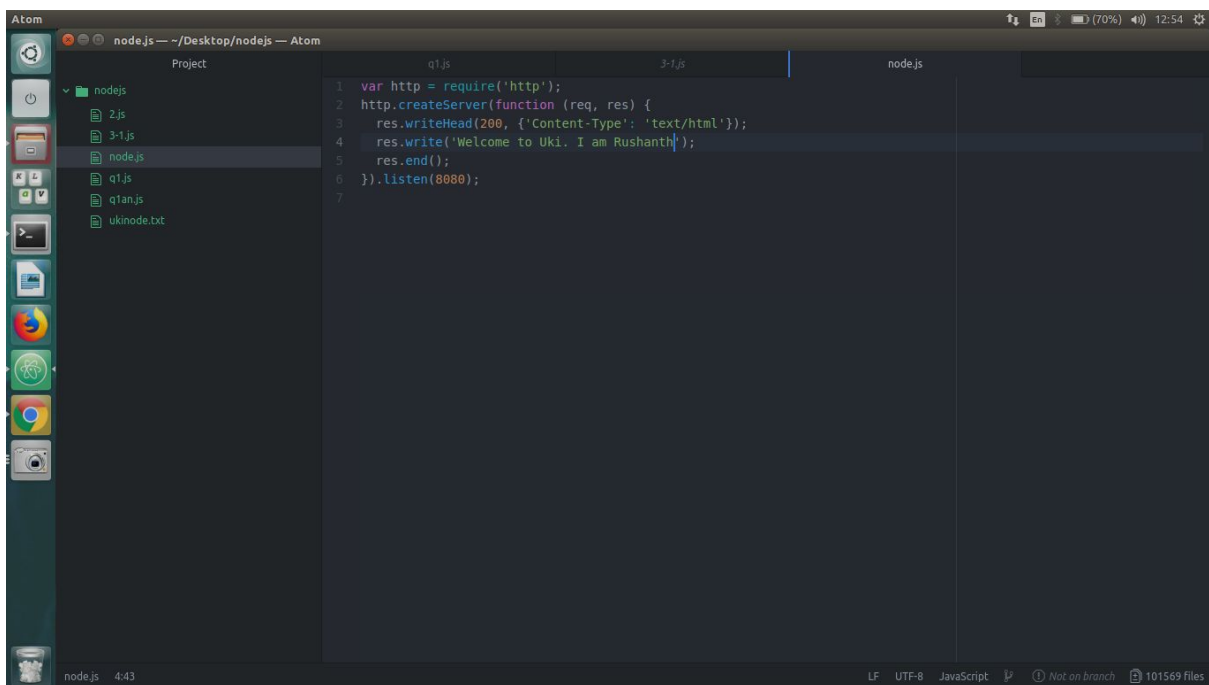 Atom
En (70%) 12:54
node.js — ~/Desktop/nodejs — Atom
Project
q1.js
3-1.js
node.js
nodejs
2.js
3-1.js
node.js
q1.js
q1an.js
ukinode.txt
1 var http = require('http');
2 http.createServer(function (req, res) {
3 res.writeHead(200, {'Content-Type': 'text/html'});
4 res.write('Welcome to Uki. I am Rushanth');
5 res.end();
6 }).listen(8080);
7
K L
a v
>_
node.js 4:43
LF UTF-8 JavaScript Not on branch 101569 files